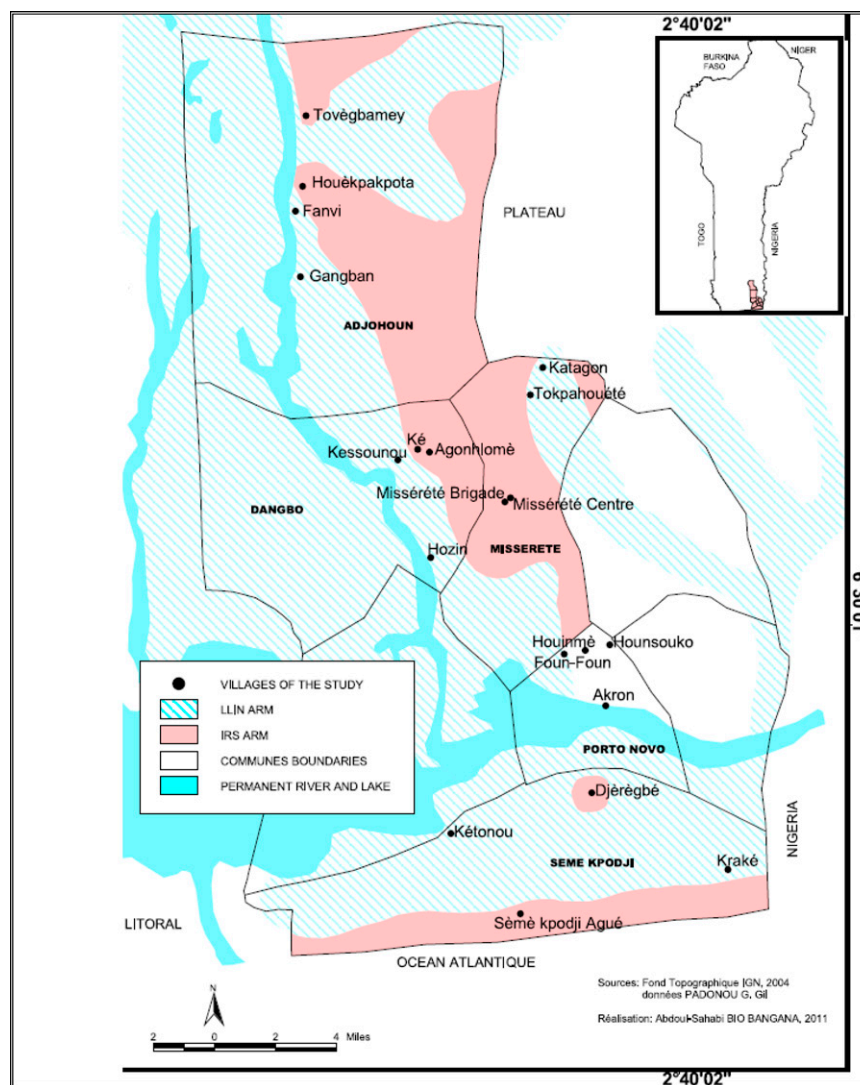 2°40'02"
BURKINA
FASO
NIGER
TOGO
NIGERIA
Tovègbamey
Houèkpakpota
Fanvi
PLATEAU
Gangban
ADJOHOUN
Katagon
Tokpahouété
Ké
Kessounou
Agonhlomè
Missérété Brigade
Missérété Centre
DANGBO
Hozin
MISSERETE
Houinmè
Hounsouko
Foun-Foun
VILLAGES OF THE STUDY
LLIN ARM
IRS ARM
COMMUNES BOUNDARIES
PERMANENT RIVER AND LAKE
Akron
PORTO NOVO
Djèrègbé
Kétonou
SEME KPODJI
Kraké
NIGERIA
LITORAL
Sèmè kpodji Agué
OCEAN ATLANTIQUE
Sources: Fond Topographique IGN, 2004
données PADONOU G. Gil
Réalisation: Abdoul-Sahabi BIO BANGANA, 2011
N
2 0 2 4 Miles
2°40'02"